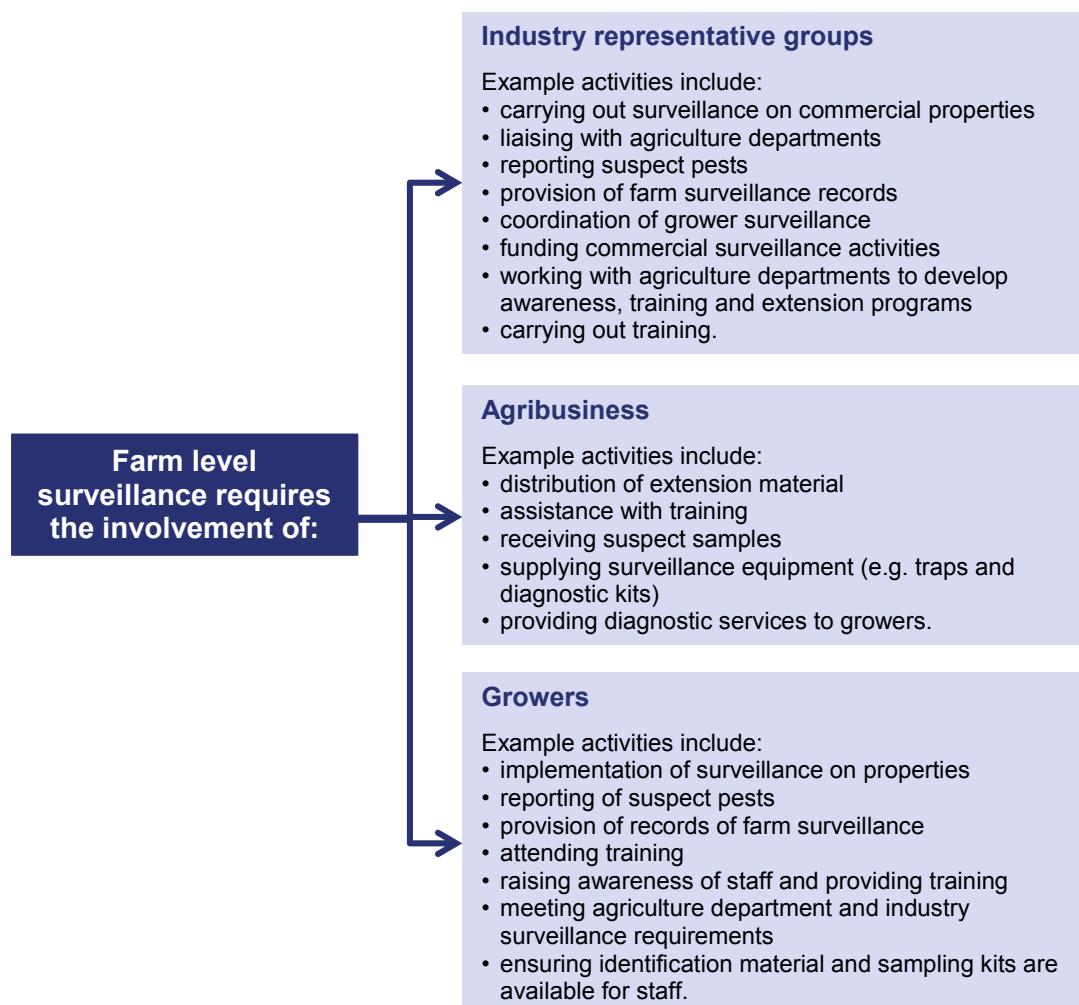 Industry representative groups
Example activities include:
• carrying out surveillance on commercial properties
• liaising with agriculture departments
• reporting suspect pests
• provision of farm surveillance records
• coordination of grower surveillance
• funding commercial surveillance activities
• working with agriculture departments to develop
awareness, training and extension programs
• carrying out training.
Farm level
surveillance requires
the involvement of:
Agribusiness
Example activities include:
• distribution of extension material
• assistance with training
• receiving suspect samples
• supplying surveillance equipment (e.g. traps and
diagnostic kits)
• providing diagnostic services to growers.
Growers
Example activities include:
• implementation of surveillance on properties
• reporting of suspect pests
• provision of records of farm surveillance
• attending training
• raising awareness of staff and providing training
• meeting agriculture department and industry
surveillance requirements
• ensuring identification material and sampling kits are
available for staff.